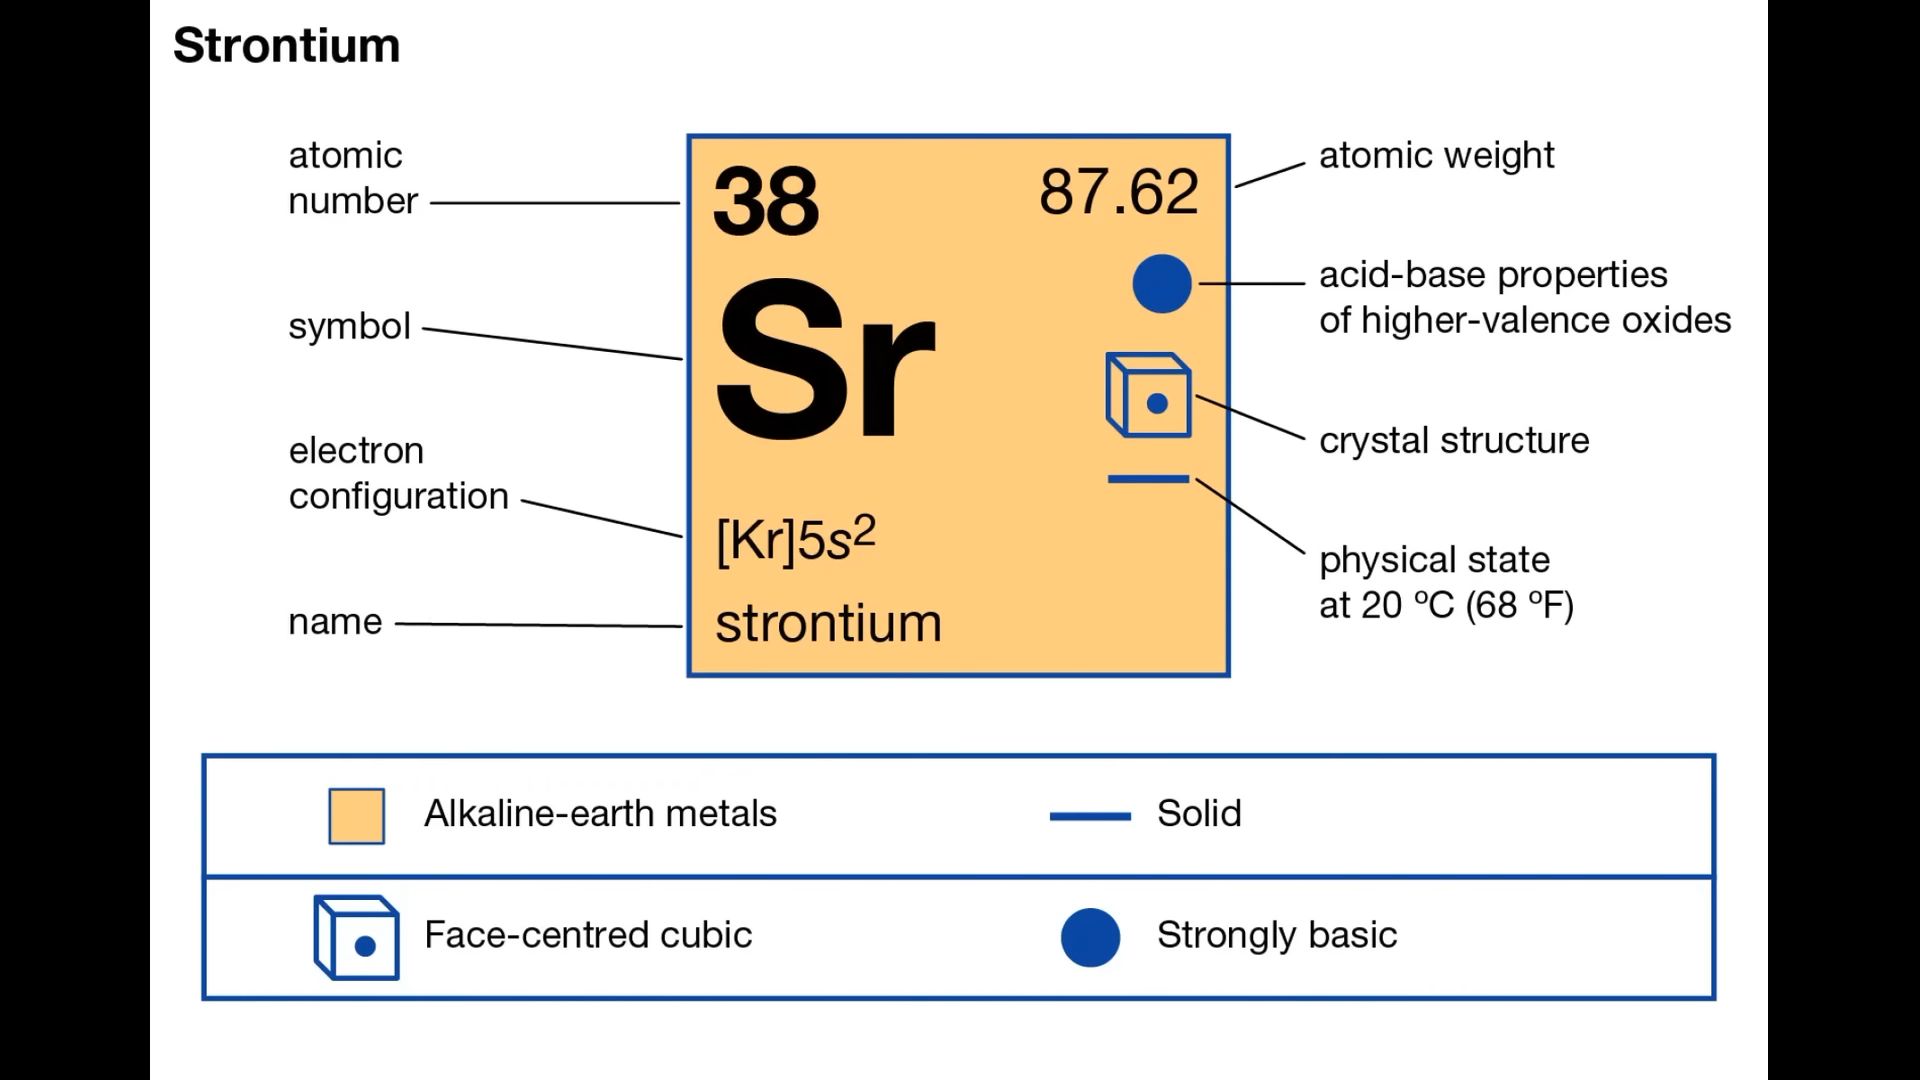 Strontium
atomic
number
symbol
electron
configuration
name
38
87.62
Sr
[Kr]5s²
strontium
atomic weight
acid-base properties
of higher-valence oxides
crystal structure
physical state
at 20 ºC (68 ºF)
Alkaline-earth metals
Solid
Face-centred cubic
Strongly basic